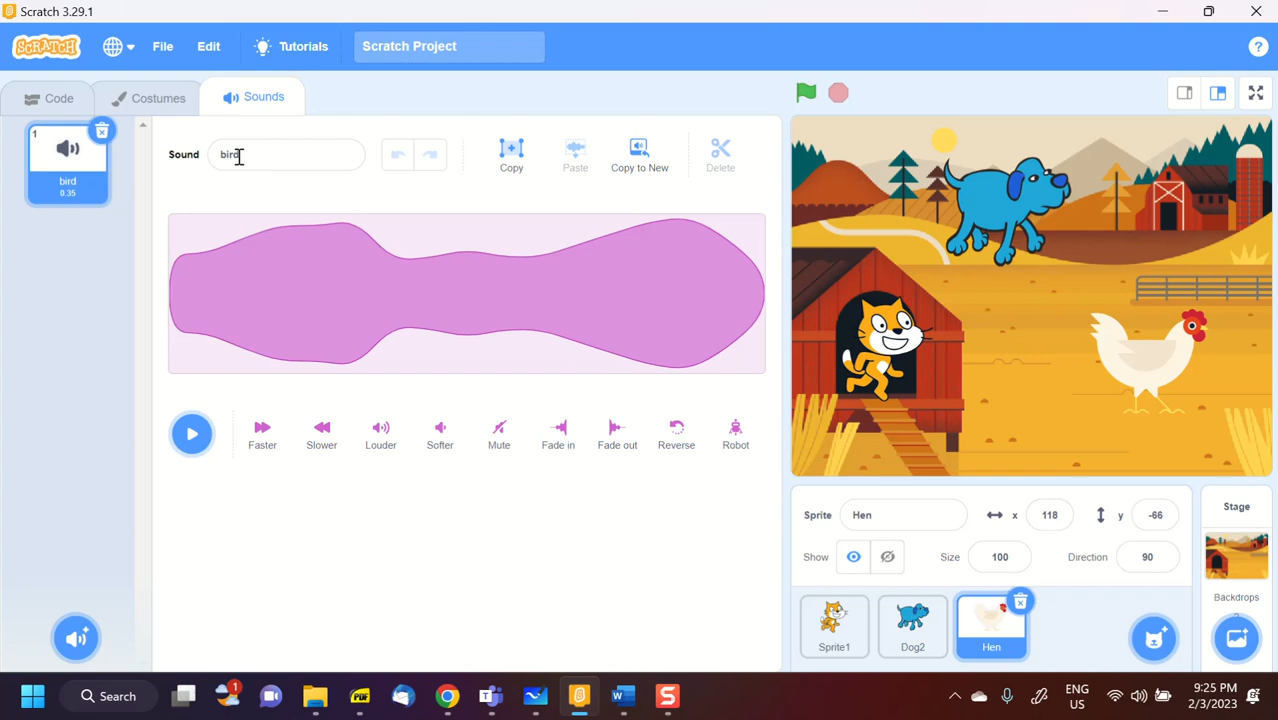 Scratch 3.29.1
SCRATCH
File
Edit
Tutorials
Scratch Project
?
Code
Costumes
Sounds
1
bird
0.35
Sound
bird
Copy
Paste
Copy to New
Delete
Faster
Slower
Louder
Softer
Mute
Fade in
Fade out
Reverse
Robot
Sprite
Hen
x
118
y
-66
Show
Size
100
Direction
90
Sprite1
Dog2
Hen
Stage
Backdrops
Search
1
PDF
ENG
US
9:25 PM
2/3/2023